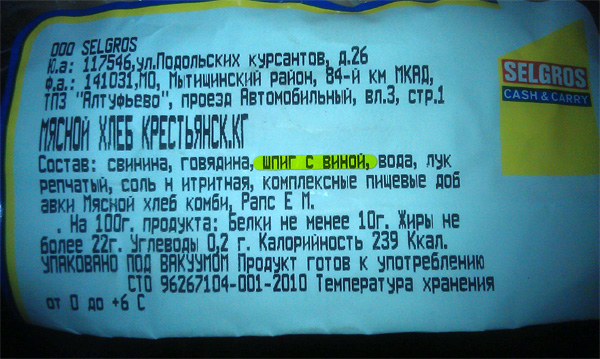 ООО SELGROS
Ю.а: 117546,ул.Подольских курсантов, д.26
Ф.а.: 141031,МО, Мытищинский район, 84-й км МКАД,
ТПЗ "Алтуфьево", проезд Автомобильный, вл.3, стр.1
SELGROS
CASH & CARRY
МЯСНОЙ ХЛЕБ КРЕСТЬЯНСК.КГ
Состав: свинина, говядина, шпиг с виной, вода, лук
репчатый, соль н итритная, комплексные пищевые доб
авки Мясной хлеб комби, Рапс Е М.
. На 100г. продукта: Белки не менее 10г. Жиры не
более 22г. Углеводы 0,2 г. Калорийность 239 Ккал.
УПАКОВАНО ПОД ВАКУУМОМ Продукт готов к употреблению
СТО 96267104-001-2010 Температура хранения
от 0 до +6 С